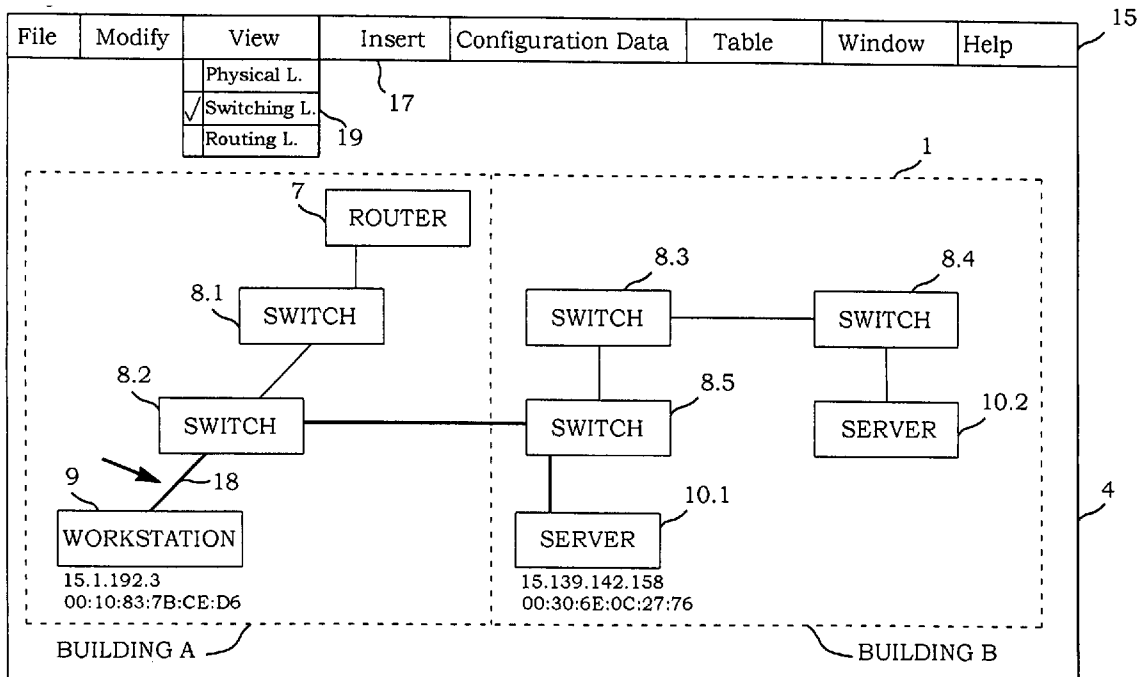 15
File Modify View Insert Configuration Data Table Window Help
Physical L.
Switching L.
Routing L.
17
19
1
7
ROUTER
8.3
8.4
8.1
SWITCH
SWITCH
SWITCH
8.2
8.5
SWITCH
SWITCH
10.2
SERVER
9
18
10.1
4
WORKSTATION
SERVER
15.1.192.3
00:10:83:7B:CE:D6
15.139.142.158
00:30:6E:0C:27:76
BUILDING A
BUILDING B